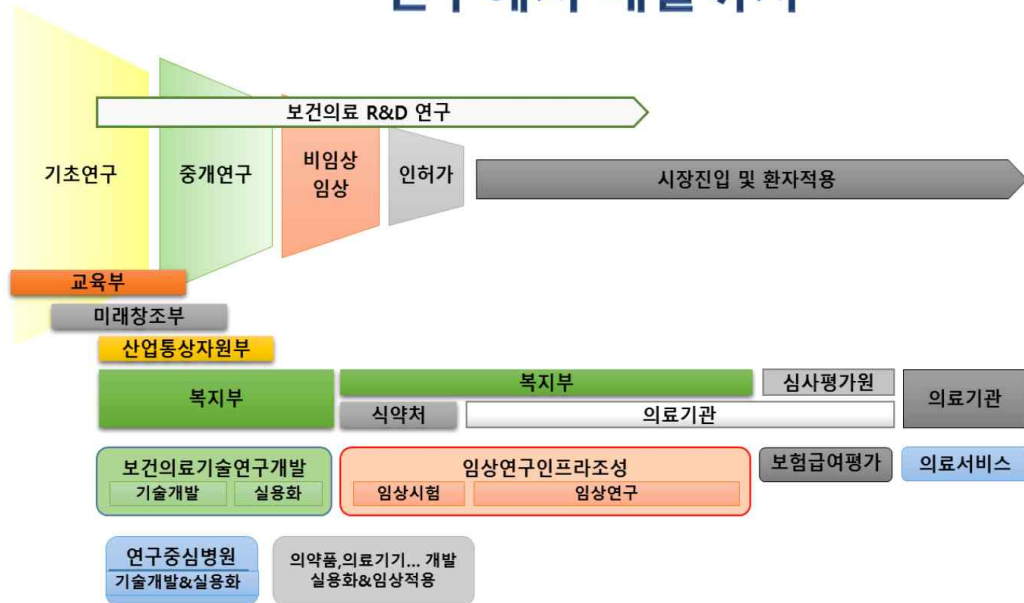 보건의료 R&D 연구
기초연구
중개연구
비임상
임상
인허가
시장진입 및 환자적용
교육부
미래창조부
산업통상자원부
복지부
복지부
심사평가원
의료기관
식약처
의료기관
보건의료기술연구개발
기술개발
실용화
임상연구인프라조성
임상시험
임상연구
보험급여평가
의료서비스
연구중심병원
기술개발&실용화
의약품,의료기기... 개발
실용화&임상적용